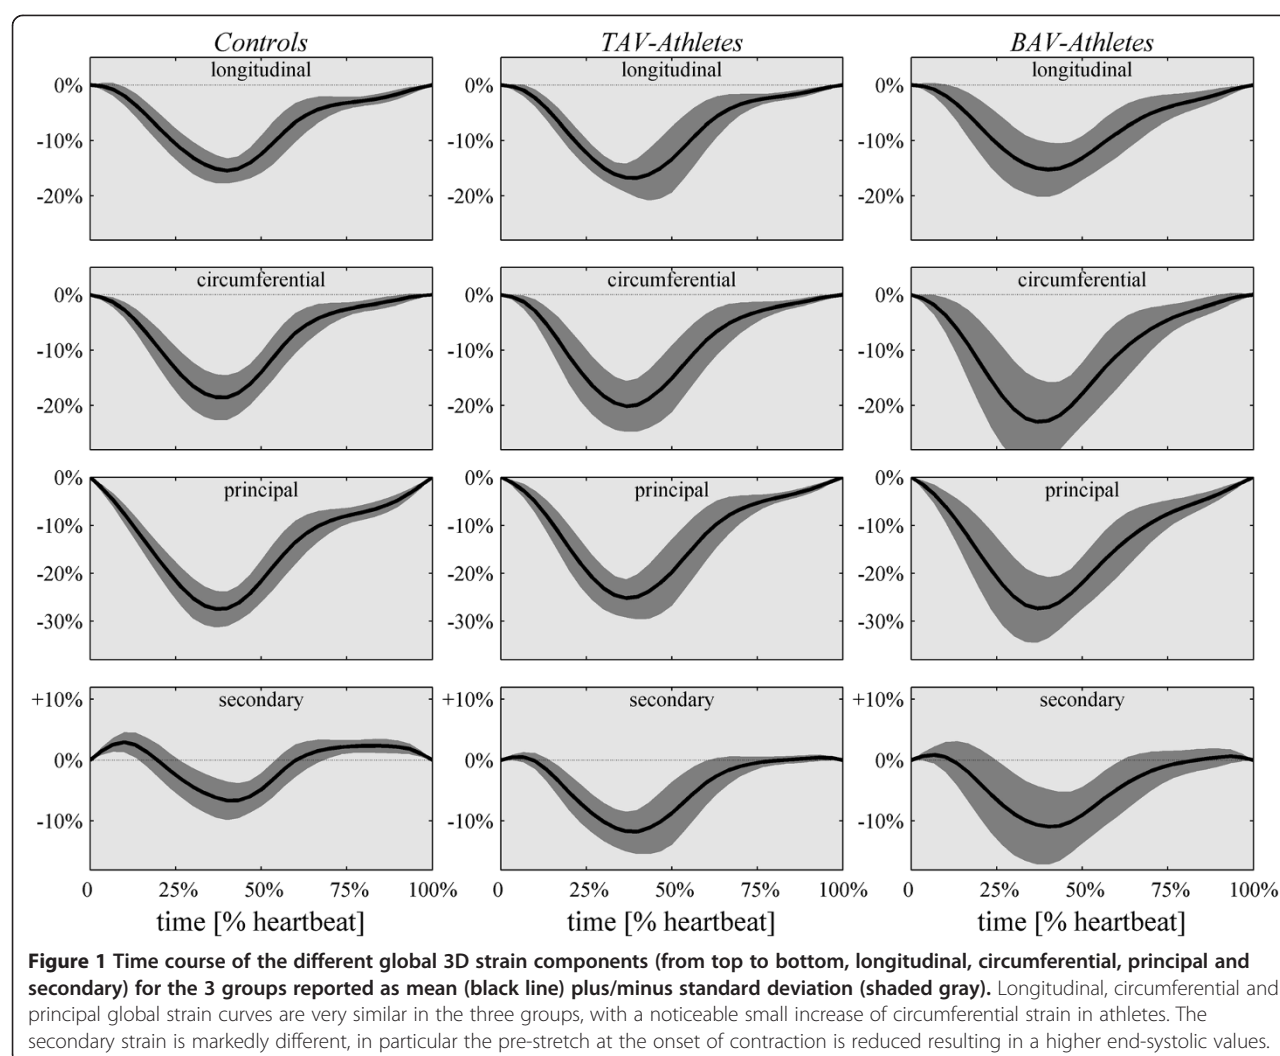 Controls TAV-Athletes BAV-Athletes
longitudinal longitudinal longitudinal
0% 0% 0%
-10% -10% -10%
-20% -20% -20%
circumferential circumferential circumferential
0% 0% 0%
-10% -10% -10%
-20% -20% -20%
0% 0% 0%
principal principal principal
-10% -10% -10%
-20% -20% -20%
-30% -30% -30%
+10% secondary +10% secondary +10% secondary
0% 0% 0%
-10% -10% -10%
0 25% 50% 75% 100% 0 25% 50% 75% 100% 0 25% 50% 75% 100%
time [% heartbeat] time [% heartbeat] time [% heartbeat]
Figure 1 Time course of the different global 3D strain components (from top to bottom, longitudinal, circumferential, principal and
secondary) for the 3 groups reported as mean (black line) plus/minus standard deviation (shaded gray). Longitudinal, circumferential and
principal global strain curves are very similar in the three groups, with a noticeable small increase of circumferential strain in athletes. The
secondary strain is markedly different, in particular the pre-stretch at the onset of contraction is reduced resulting in a higher end-systolic values.